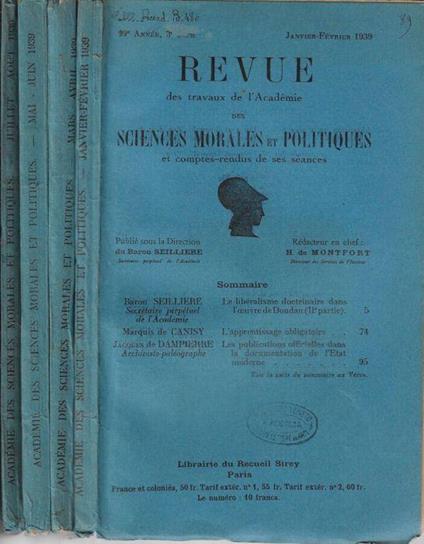 ACADÉMIE DES SCIENCES MORALES ET POLITIQUES. JUILLET - AOUT
ACADÉMIE DES SCIENCES MORALES ET POLITIQUES. — MAI - JUIN 1939
ACADÉMIE DES SCIENCES MORALES ET POLITIQUES MARS AVRIL 1939
ACADÉMIE DES SCIENCES MORALES ET POLITIQUES. — JANVIER-FÉVRIER 1939
99e ANNÉE,
JANVIER-FÉVRIER 1939
89
REVUE
des travaux de l'Académie
DES
SCIENCES MORALES ET POLITIQUES
et comptes-rendus de ses séances
Publié sous la Direction
du Baron SEILLIERE
Secrétaire perpétuel de l'Académie
Rédacteur en chef :
H. de MONTFORT
Directeur des Services de l'Institut
Sommaire
Baron SEILLIERE Le libéralisme doctrinaire dans
Secrétaire perpétuel l'œuvre de Doudan (IIe partie). 5
de l'Académie
Marquis de CANISY L'apprentissage obligatoire 74
Jacques de DAMPIERRE Les publications officielles dans
Archiviste-paléographe la documentation de l'Etat
moderne 95
Voir la suite du sommaire au Verso.
Librairie du Recueil Sirey
Paris
France et colonies, 50 fr. Tarif extér. n° 1, 55 fr. Tarif extér. n° 2, 60 fr.
Le numéro : 10 francs.